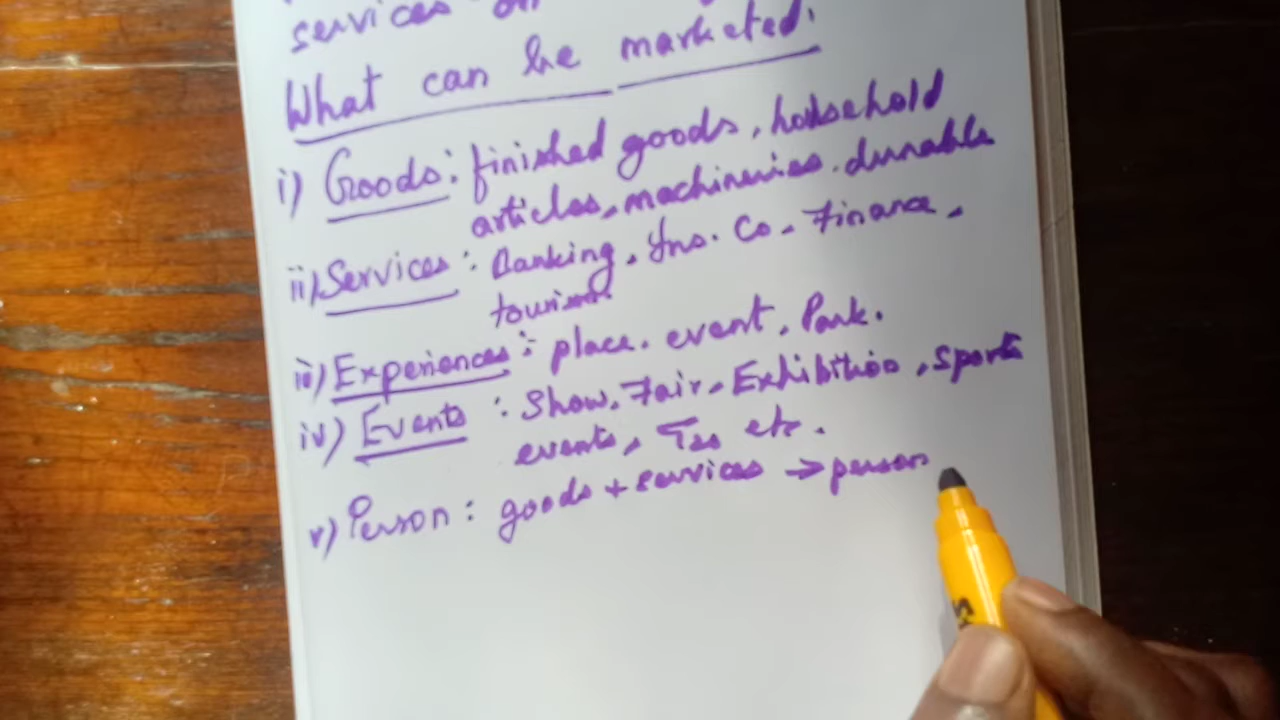 services on
What can be marketed.
i) Goods: finished goods, household
articles, machineries. durable
ii) Services: Banking, Ins. Co. Finance,
tourism
iii) Experiences: place. event, Park.
iv) Events : Show, Fair, Exhibition, Sports
events, etc.
v) Person: goods + services → person